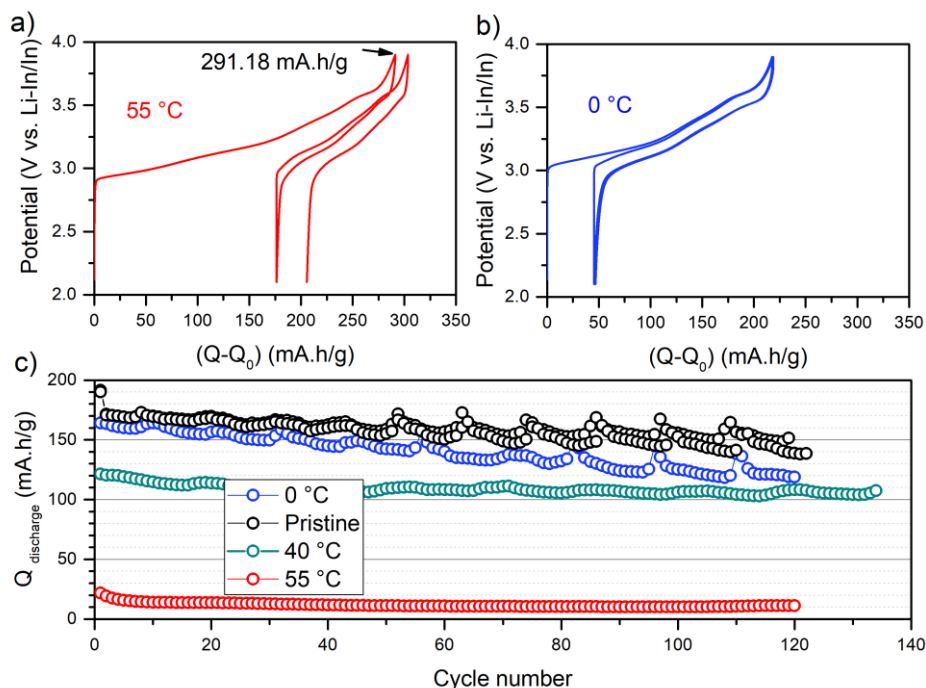 a)
4.0
3.5
3.0
2.5
2.0
Potential (V vs. Li-In/In)
291.18 mA.h/g
55 °C
0 50 100 150 200 250 300 350
(Q-Q₀) (mA.h/g)
b)
4.0
3.5
3.0
2.5
2.0
Potential (V vs. Li-In/In)
0 °C
0 50 100 150 200 250 300 350
(Q-Q₀) (mA.h/g)
c)
200
150
100
50
0
Q discharge (mA.h/g)
0 °C
Pristine
40 °C
55 °C
0 20 40 60 80 100 120 140
Cycle number